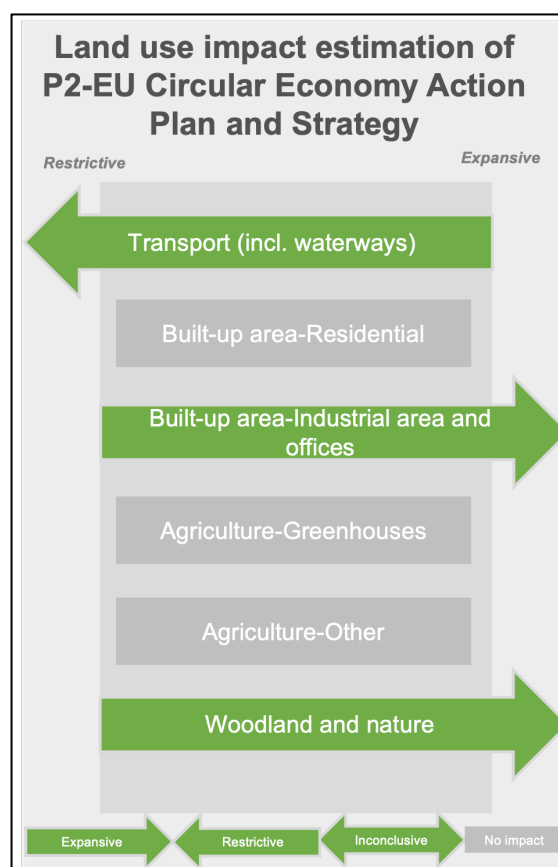 Land use impact estimation of
P2-EU Circular Economy Action
Plan and Strategy
Restrictive
Expansive
Transport (incl. waterways)
Built-up area-Residential
Built-up area-Industrial area and
offices
Agriculture-Greenhouses
Agriculture-Other
Woodland and nature
Expansive
Restrictive
Inconclusive
No impact